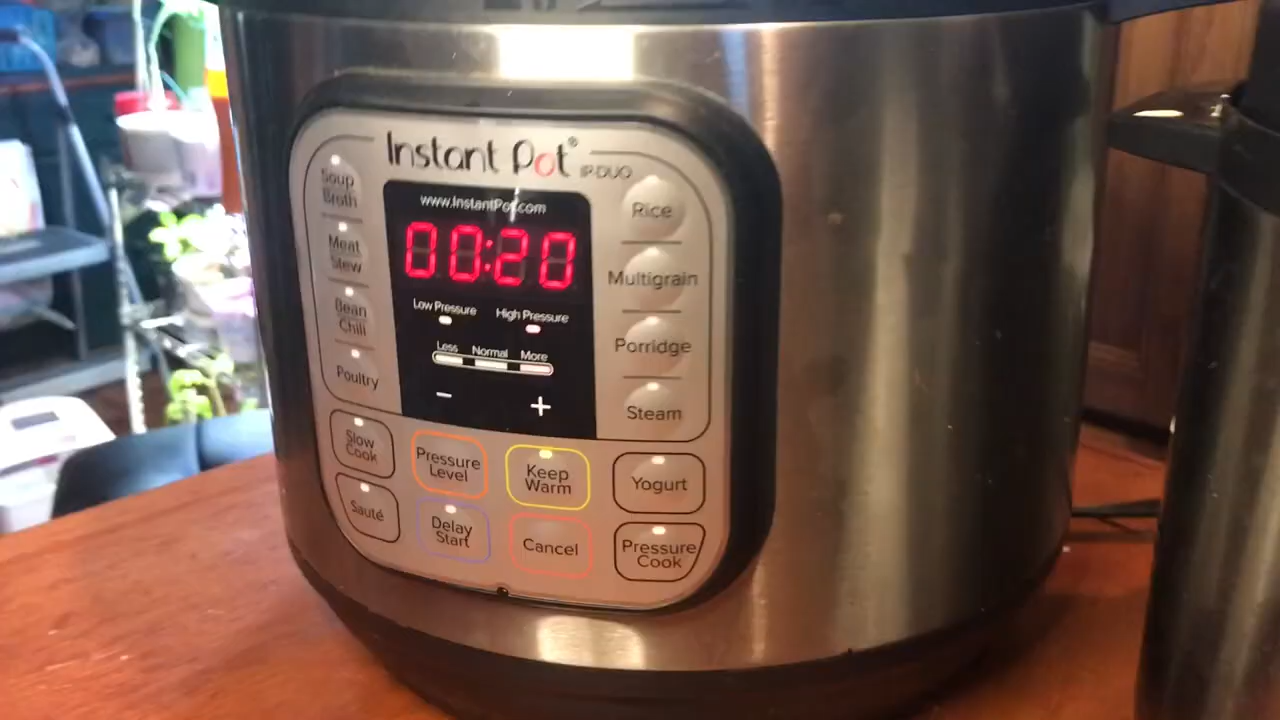 Instant Pot® IP-DUO
www.InstantPot.com
00:20
Low Pressure High Pressure
Less Normal More
− +
Soup
Broth
Meat
Stew
Bean
Chili
Poultry
Rice
Multigrain
Porridge
Steam
Slow
Cook
Pressure
Level
Keep
Warm
Yogurt
Sauté
Delay
Start
Cancel
Pressure
Cook